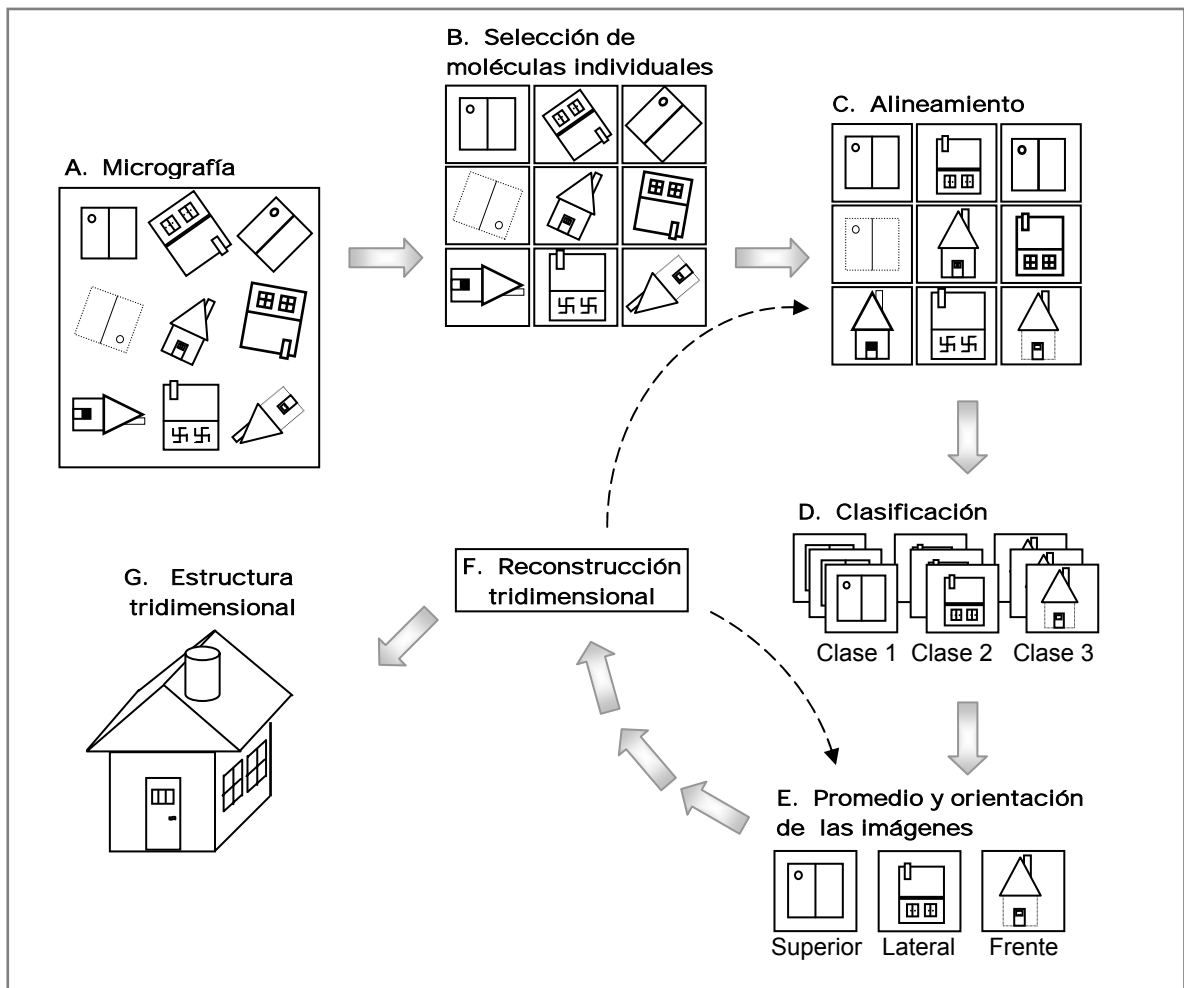 A. Micrografía
B. Selección de
moléculas individuales
C. Alineamiento
D. Clasificación
Clase 1 Clase 2 Clase 3
E. Promedio y orientación
de las imágenes
Superior Lateral Frente
F. Reconstrucción
tridimensional
G. Estructura
tridimensional